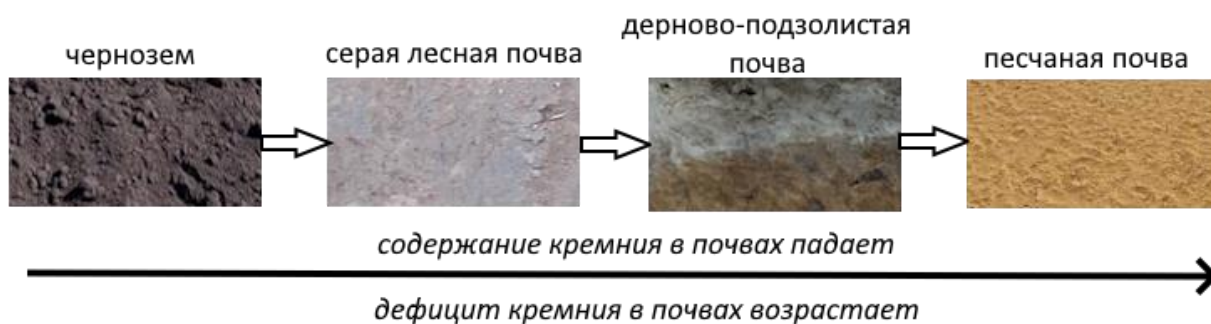 чернозем
серая лесная почва
дерново-подзолистая
почва
песчаная почва
содержание кремния в почвах падает
дефицит кремния в почвах возрастает